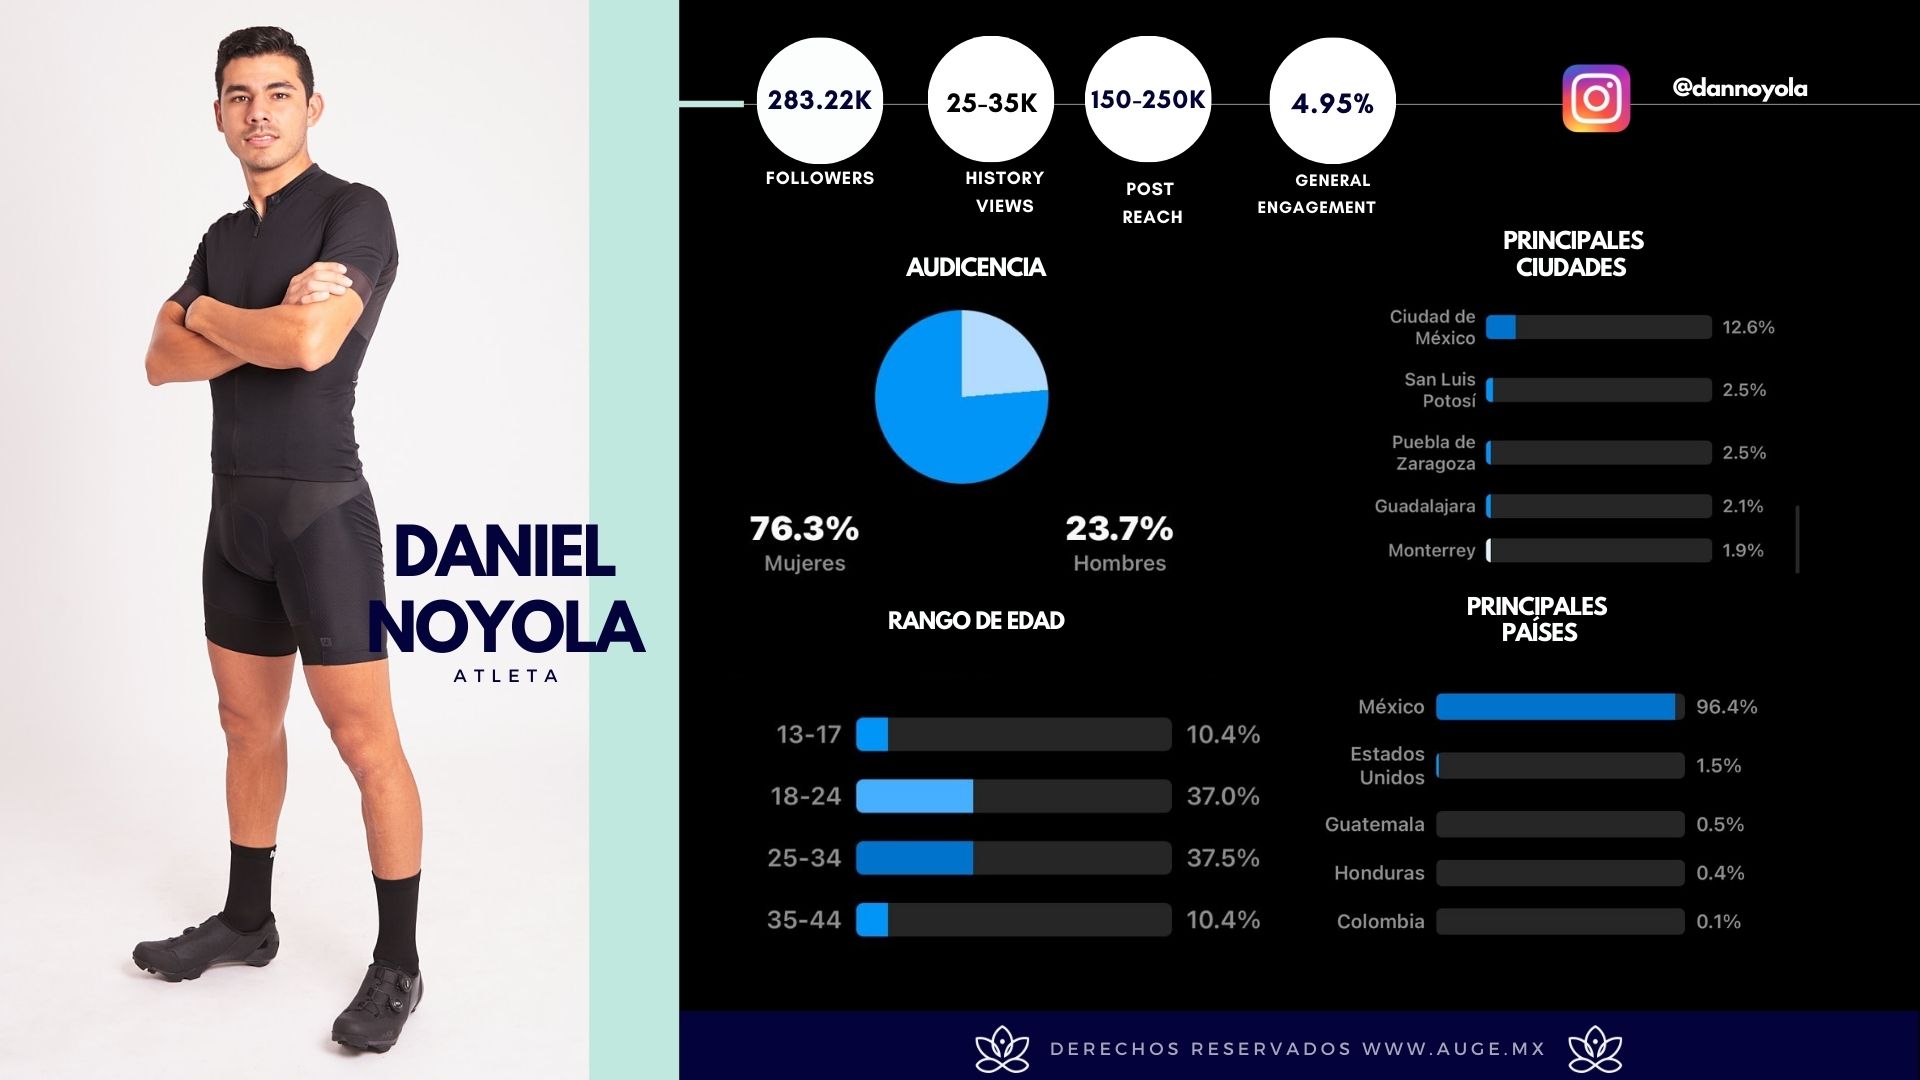 DANIEL
NOYOLA
ATLETA
283.22K
FOLLOWERS
25-35K
HISTORY
VIEWS
150-250K
POST
REACH
4.95%
GENERAL
ENGAGEMENT
@dannoyola
AUDICENCIA
76.3%
Mujeres
23.7%
Hombres
RANGO DE EDAD
13-17 10.4%
18-24 37.0%
25-34 37.5%
35-44 10.4%
PRINCIPALES
CIUDADES
Ciudad de
México 12.6%
San Luis
Potosí 2.5%
Puebla de
Zaragoza 2.5%
Guadalajara 2.1%
Monterrey 1.9%
PRINCIPALES
PAÍSES
México 96.4%
Estados
Unidos 1.5%
Guatemala 0.5%
Honduras 0.4%
Colombia 0.1%
DERECHOS RESERVADOS WWW.AUGE.MX